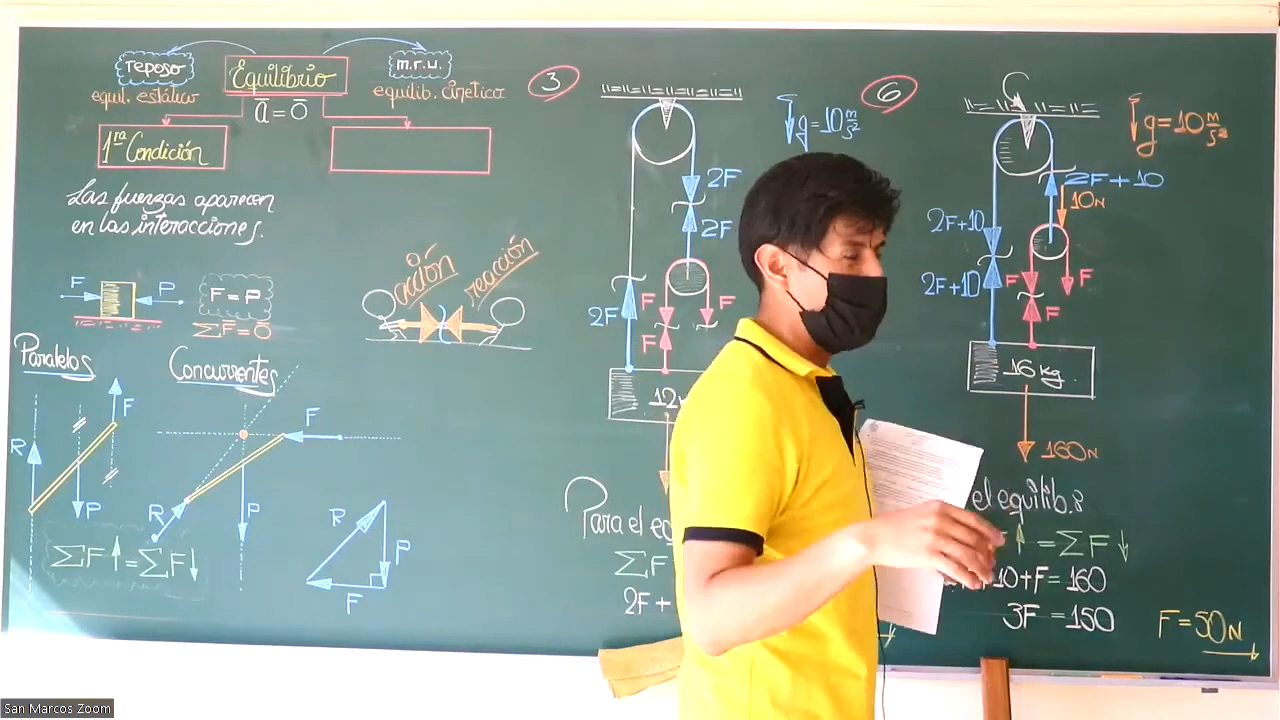 reposo
Equilibrio
m.r.u.
equil. estático
equilib. cinético
a̅ = 0̅
1ra Condición
Las fuerzas aparecen
en las interacciones.
F
P
F = P
ΣF̅ = 0̅
acción
reacción
Paralelos
Concurrentes
F
R
P
ΣF↑ = ΣF↓
F
R
P
R
P
F
3
g = 10 m/s²
2F
2F
2F
F
F
F
12
Para el
ΣF
2F +
6
g = 10 m/s²
2F + 10
10N
2F + 10
2F + 10
F
F
F
16 kg.
160N
el equilib.:
↑ = ΣF↓
10 + F = 160
3F = 150
F = 50N
San Marcos Zoom